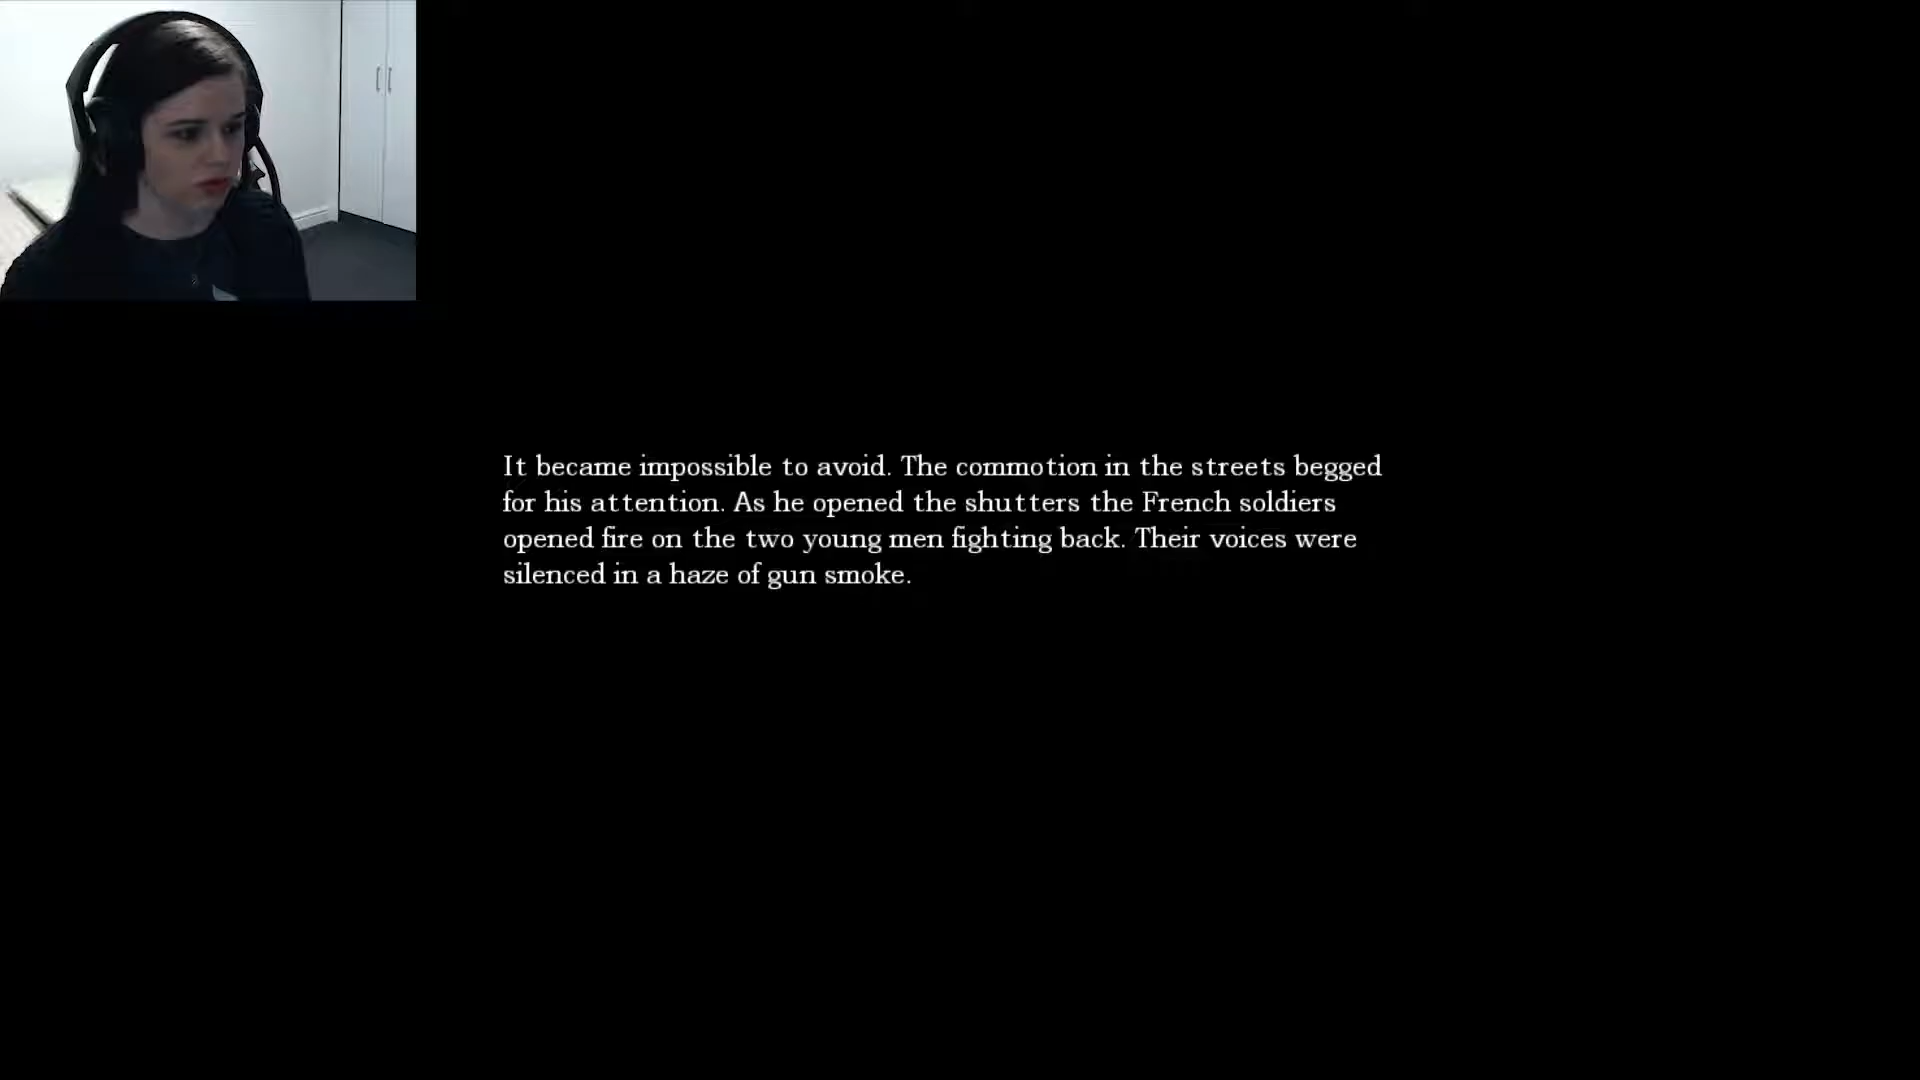 It became impossible to avoid. The commotion in the streets begged
for his attention. As he opened the shutters the French soldiers
opened fire on the two young men fighting back. Their voices were
silenced in a haze of gun smoke.